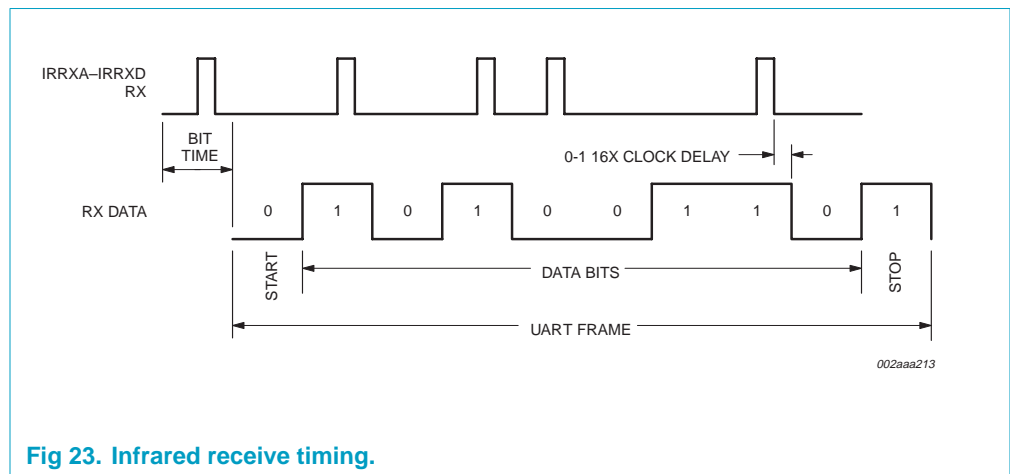 IRRXA–IRRXD
RX
BIT
TIME
0-1 16X CLOCK DELAY
RX DATA
0 1 0 1 0 0 1 1 0 1
START
DATA BITS
STOP
UART FRAME
002aaa213
Fig 23. Infrared receive timing.